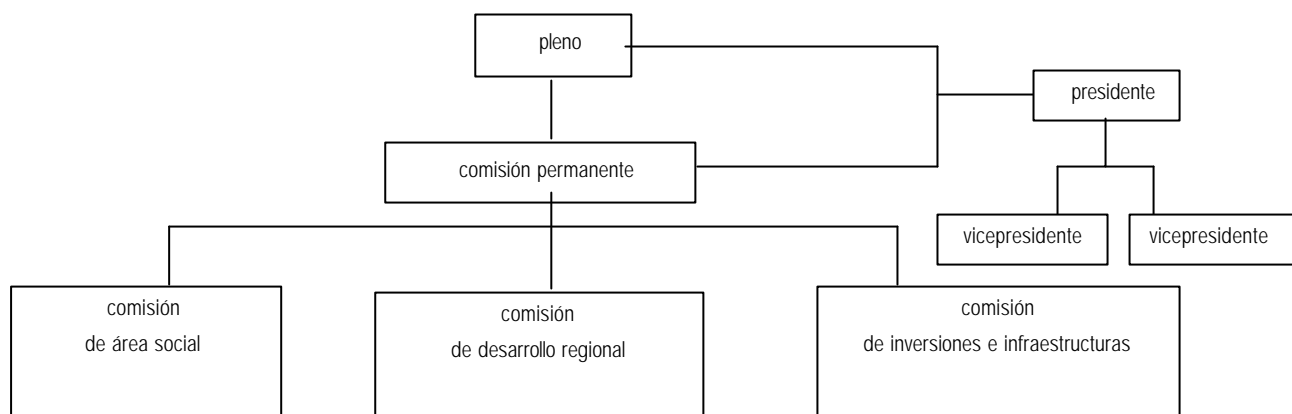 pleno
presidente
comisión permanente
vicepresidente
vicepresidente
comisión
de área social
comisión
de desarrollo regional
comisión
de inversiones e infraestructuras